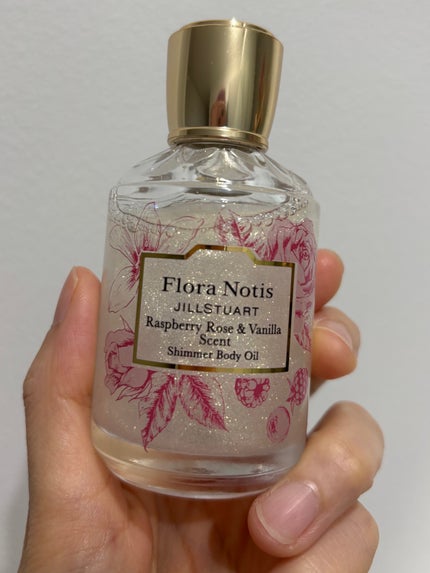 Flora Notis
JILLSTUART
Raspberry Rose & Vanilla
Scent
Shimmer Body Oil